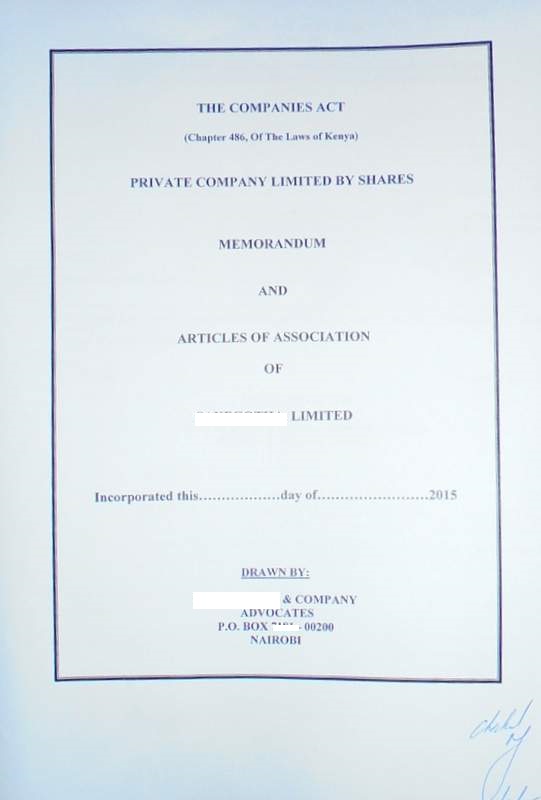 THE COMPANIES ACT
(Chapter 486, Of The Laws of Kenya)
PRIVATE COMPANY LIMITED BY SHARES
MEMORANDUM
AND
ARTICLES OF ASSOCIATION
OF
LIMITED
Incorporated this..................day of.........................2015
DRAWN BY:
& COMPANY
ADVOCATES
P.O. BOX - 00200
NAIROBI